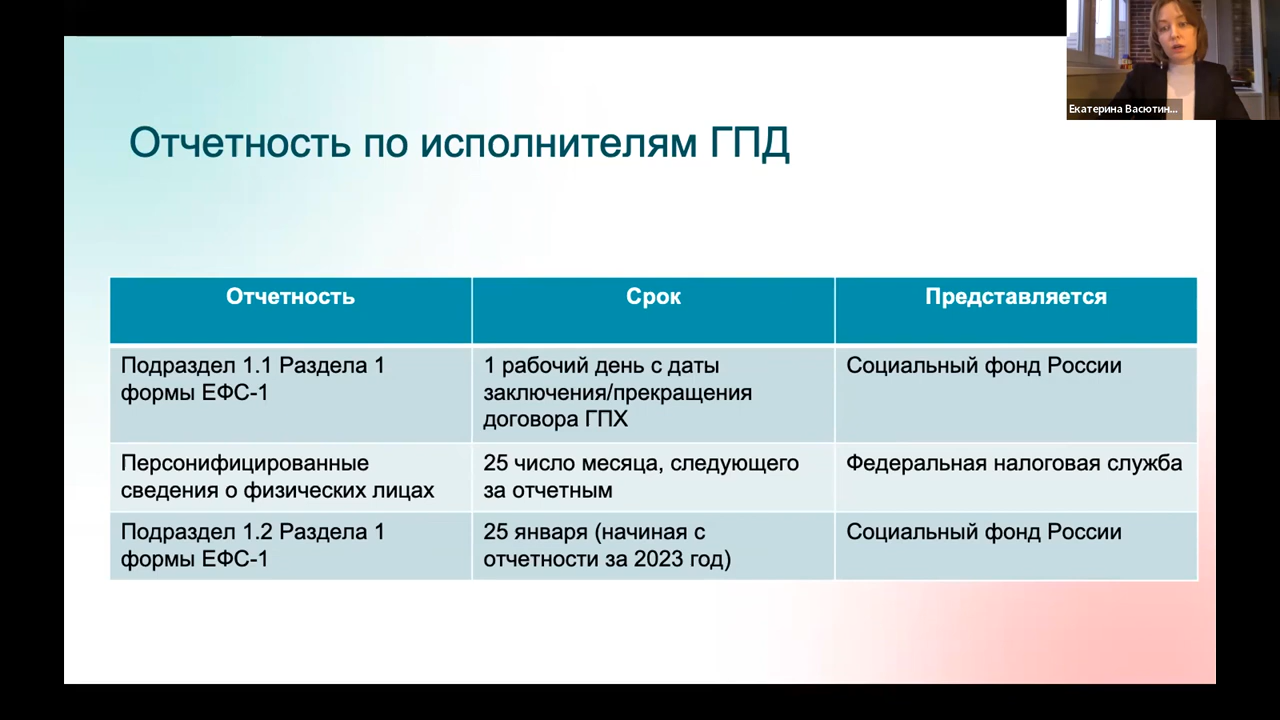 Екатерина Васютин...
Отчетность по исполнителям ГПД
Отчетность
Срок
Представляется
Подраздел 1.1 Раздела 1
формы ЕФС-1
1 рабочий день с даты
заключения/прекращения
договора ГПХ
Социальный фонд России
Персонифицированные
сведения о физических лицах
25 число месяца, следующего
за отчетным
Федеральная налоговая служба
Подраздел 1.2 Раздела 1
формы ЕФС-1
25 января (начиная с
отчетности за 2023 год)
Социальный фонд России